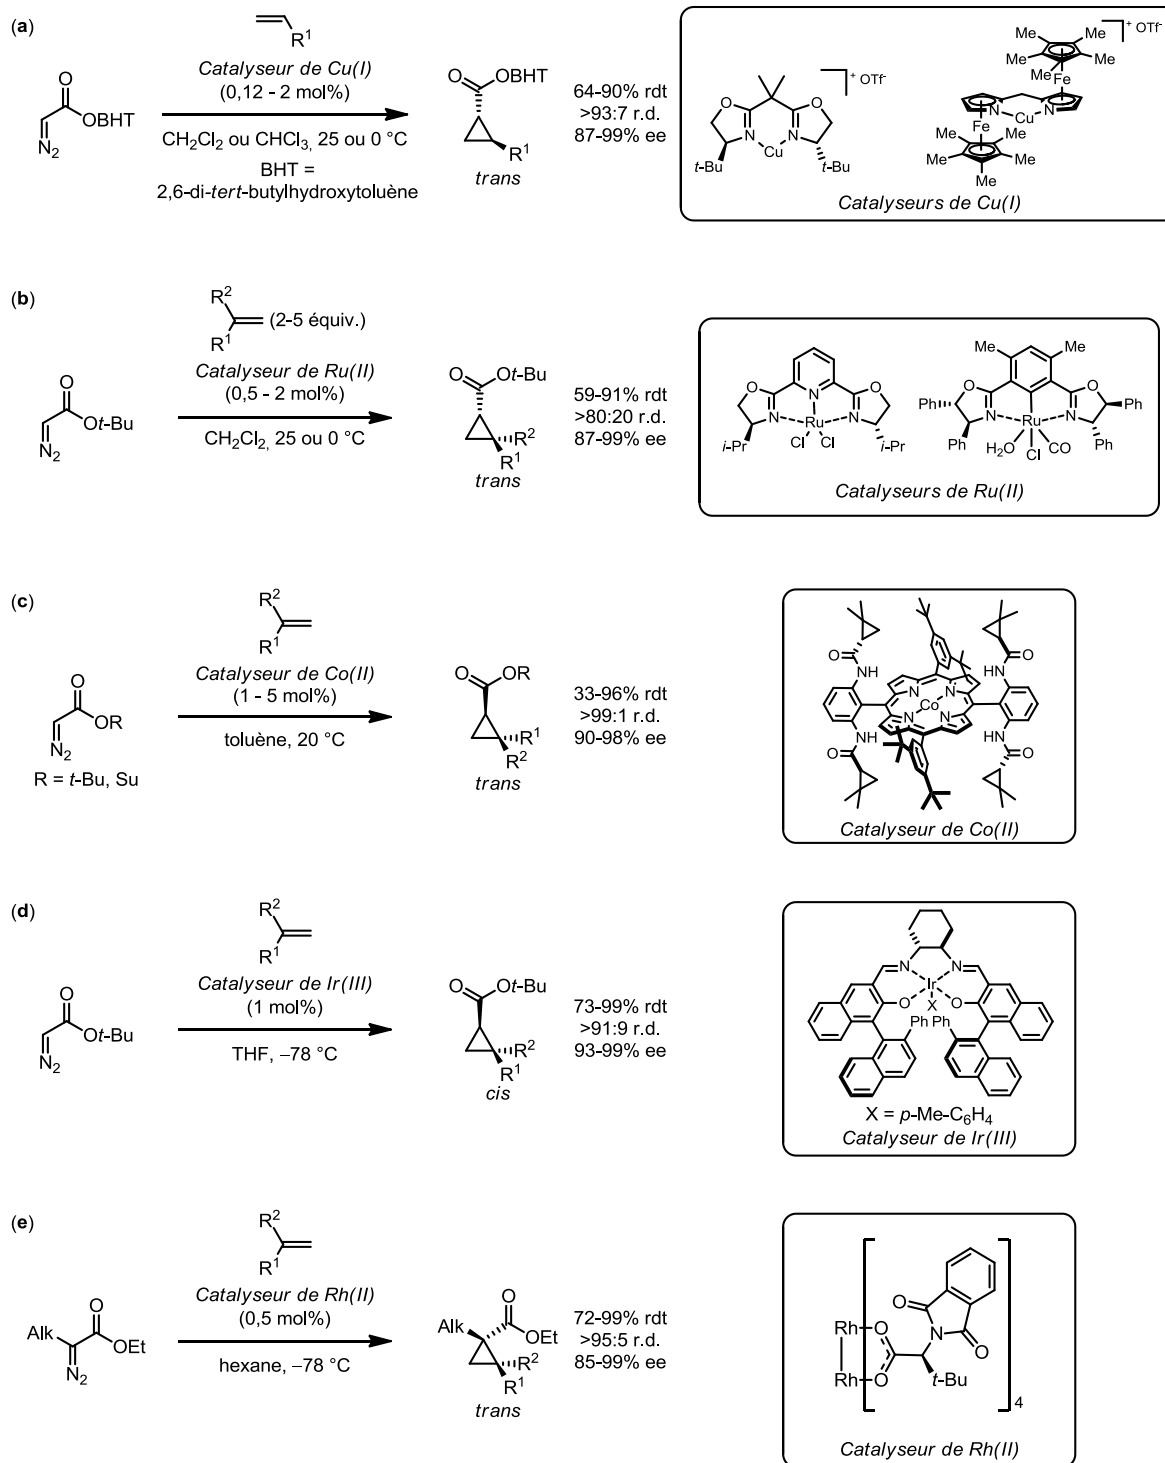 (a)
R1
Catalyseur de Cu(I)
(0,12 - 2 mol%)
O
OBHT
N2
CH2Cl2 ou CHCl3, 25 ou 0 °C
BHT =
2,6-di-tert-butylhydroxytoluène
O
OBHT
R1
trans
64-90% rdt
>93:7 r.d.
87-99% ee
Me Me
+ OTf-
O O
N N
Cu
t-Bu t-Bu
+ OTf-
Me Me
Me Me
Me
Fe
N N
Cu
Fe
Me Me
Me Me
Me
Catalyseurs de Cu(I)
(b)
R2
R1
(2-5 équiv.)
Catalyseur de Ru(II)
(0,5 - 2 mol%)
O
Ot-Bu
N2
CH2Cl2, 25 ou 0 °C
O
Ot-Bu
R2
R1
trans
59-91% rdt
>80:20 r.d.
87-99% ee
O O
N N N
Ru
Cl Cl
i-Pr i-Pr
Me Me
O O
Ph N N Ph
Ru
Ph H2O Cl CO Ph
Catalyseurs de Ru(II)
(c)
R2
R1
Catalyseur de Co(II)
(1 - 5 mol%)
O
OR
N2
R = t-Bu, Su
toluène, 20 °C
O
OR
R1
R2
trans
33-96% rdt
>99:1 r.d.
90-98% ee
O O
NH HN
N N
Co
N N
NH HN
O O
Catalyseur de Co(II)
(d)
R2
R1
Catalyseur de Ir(III)
(1 mol%)
O
Ot-Bu
N2
THF, –78 °C
O
Ot-Bu
R2
R1
cis
73-99% rdt
>91:9 r.d.
93-99% ee
N N
Ir
O X O
Ph Ph
X = p-Me-C6H4
Catalyseur de Ir(III)
(e)
R2
R1
Catalyseur de Rh(II)
(0,5 mol%)
Alk O
OEt
N2
hexane, –78 °C
Alk O
OEt
R2
R1
trans
72-99% rdt
>95:5 r.d.
85-99% ee
O
N
O
Rh O
Rh O
t-Bu
4
Catalyseur de Rh(II)